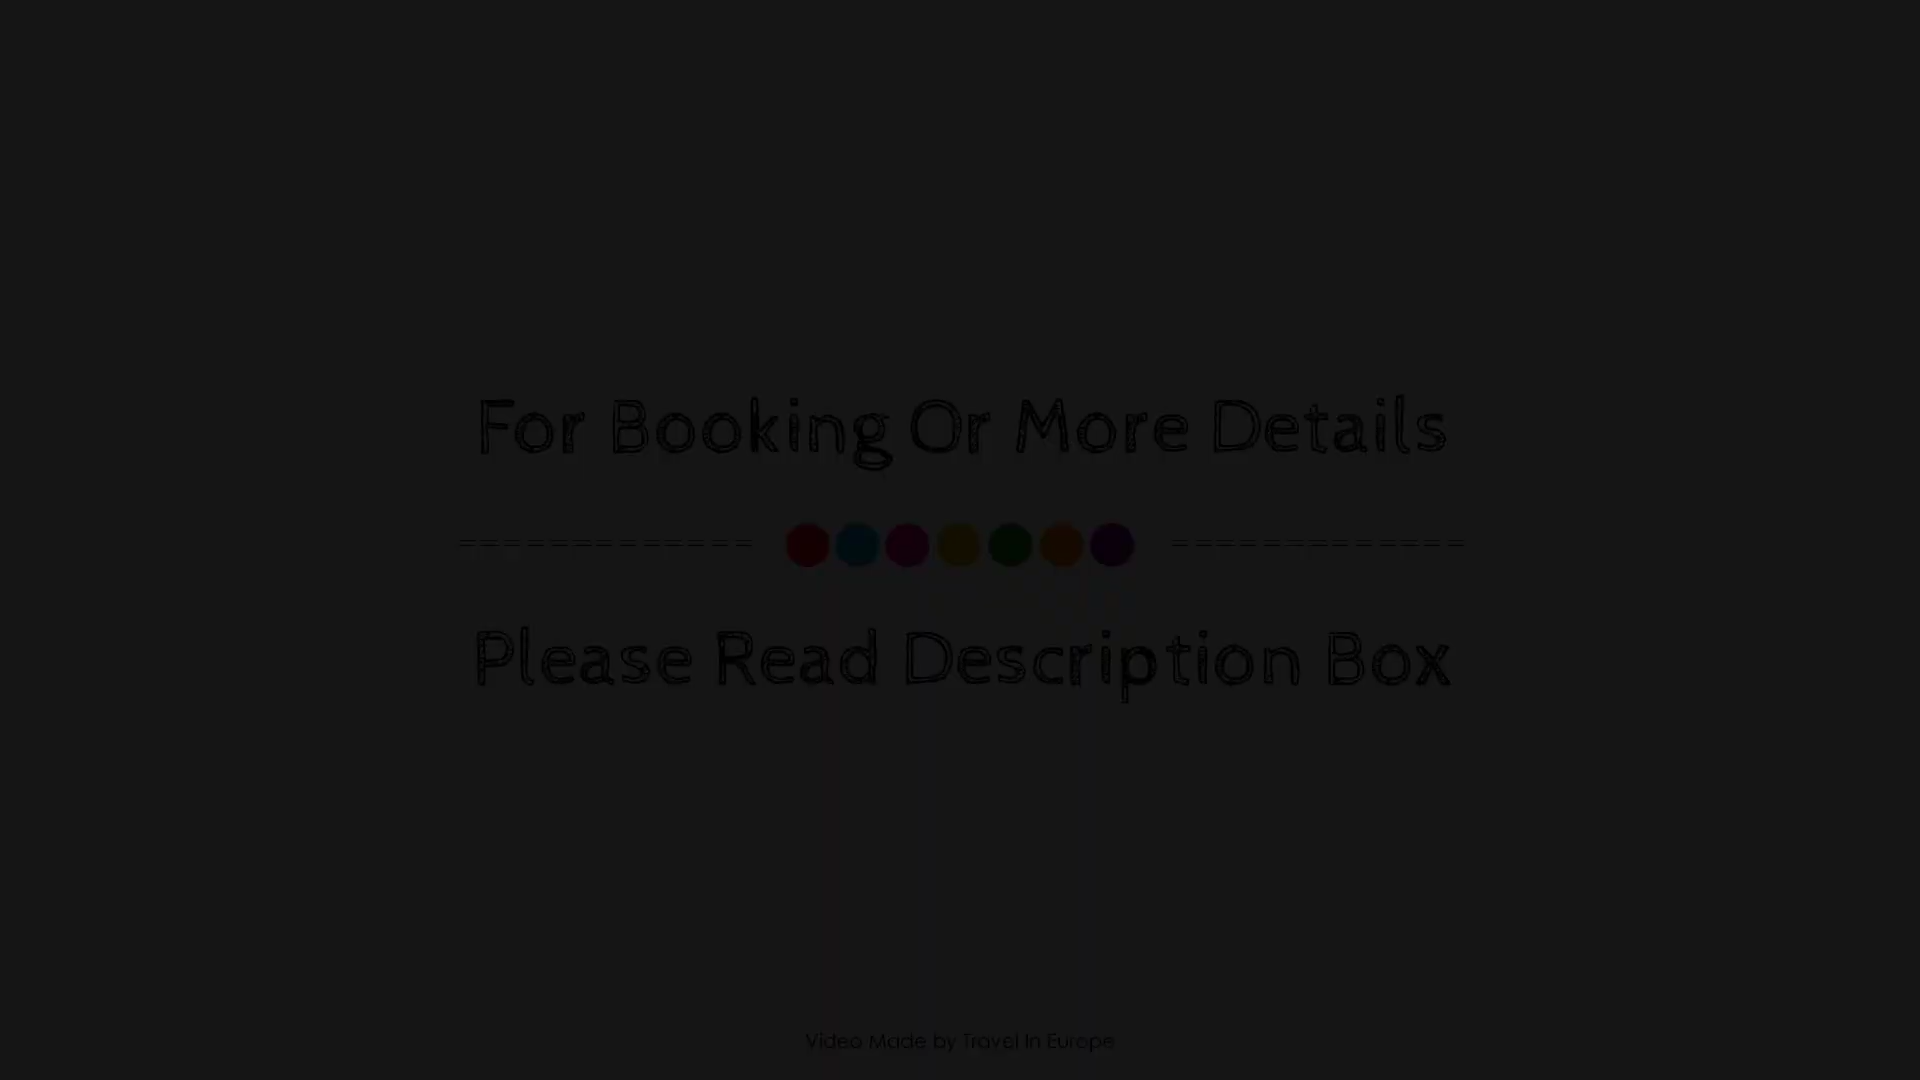 For Booking Or More Details
============= =============
Please Read Description Box
Video Made by Travel In Europe